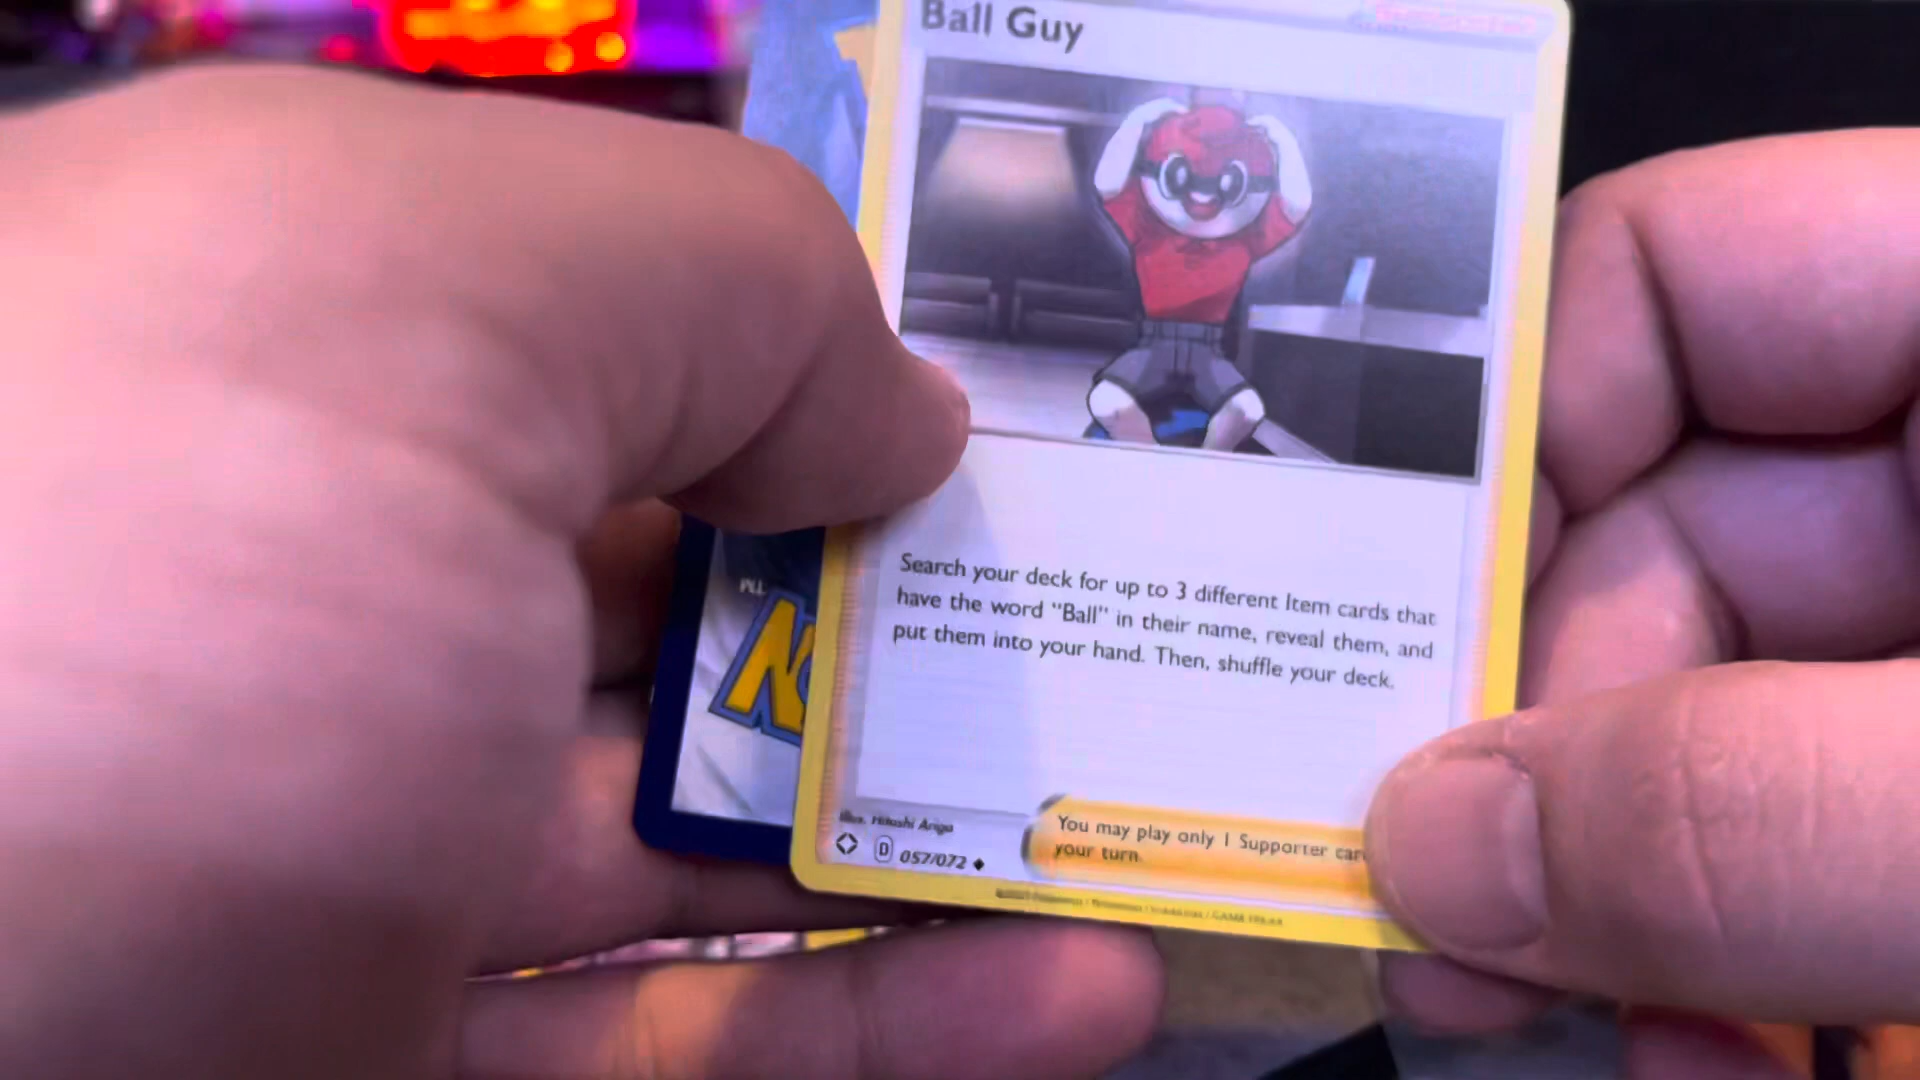 Ball Guy
Search your deck for up to 3 different Item cards that
have the word "Ball" in their name, reveal them, and
put them into your hand. Then, shuffle your deck.
Illus. Hitoshi Ariga
You may play only 1 Supporter card
your turn.
D 057/072
TM